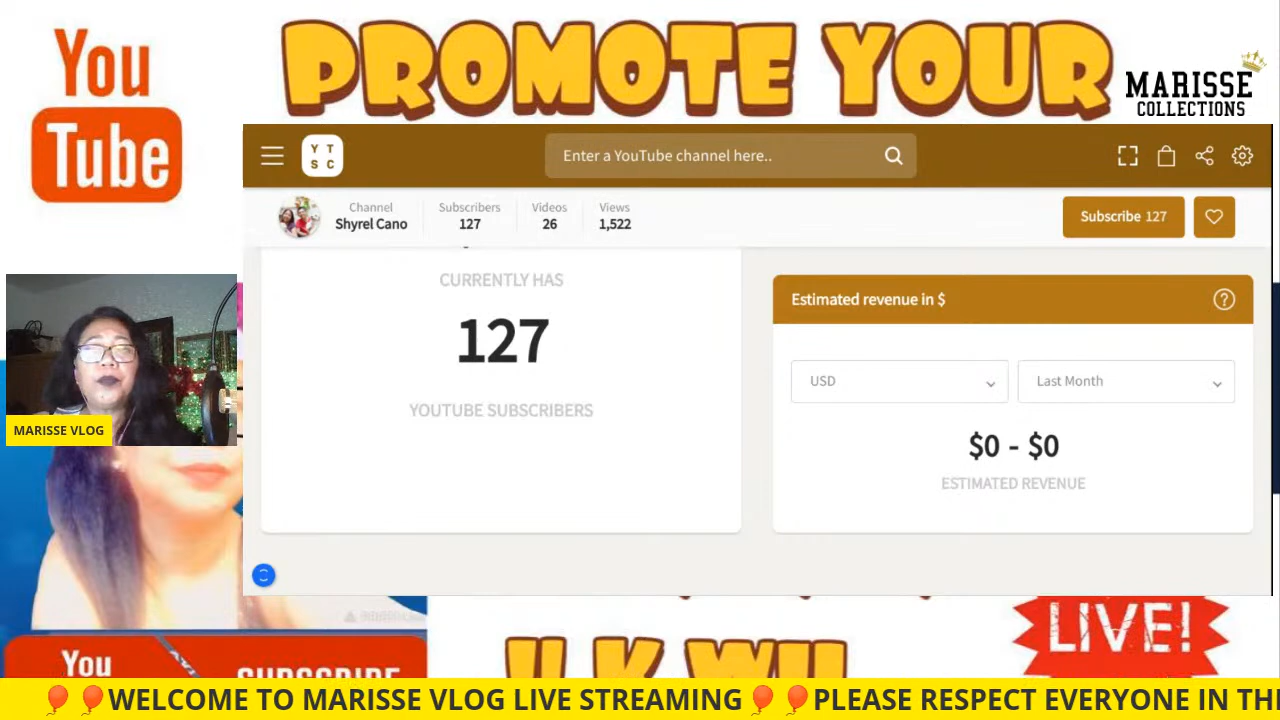 You
Tube
PROMOTE YOUR
MARISSE
COLLECTIONS
Y T
S C
Enter a YouTube channel here..
Channel
Shyrel Cano
Subscribers
127
Videos
26
Views
1,522
Subscribe 127
CURRENTLY HAS
127
YOUTUBE SUBSCRIBERS
Estimated revenue in $
USD
Last Month
$0 - $0
ESTIMATED REVENUE
MARISSE VLOG
LIVE!
You
SUBSCRIBE
🎈🎈WELCOME TO MARISSE VLOG LIVE STREAMING🎈🎈PLEASE RESPECT EVERYONE IN TH